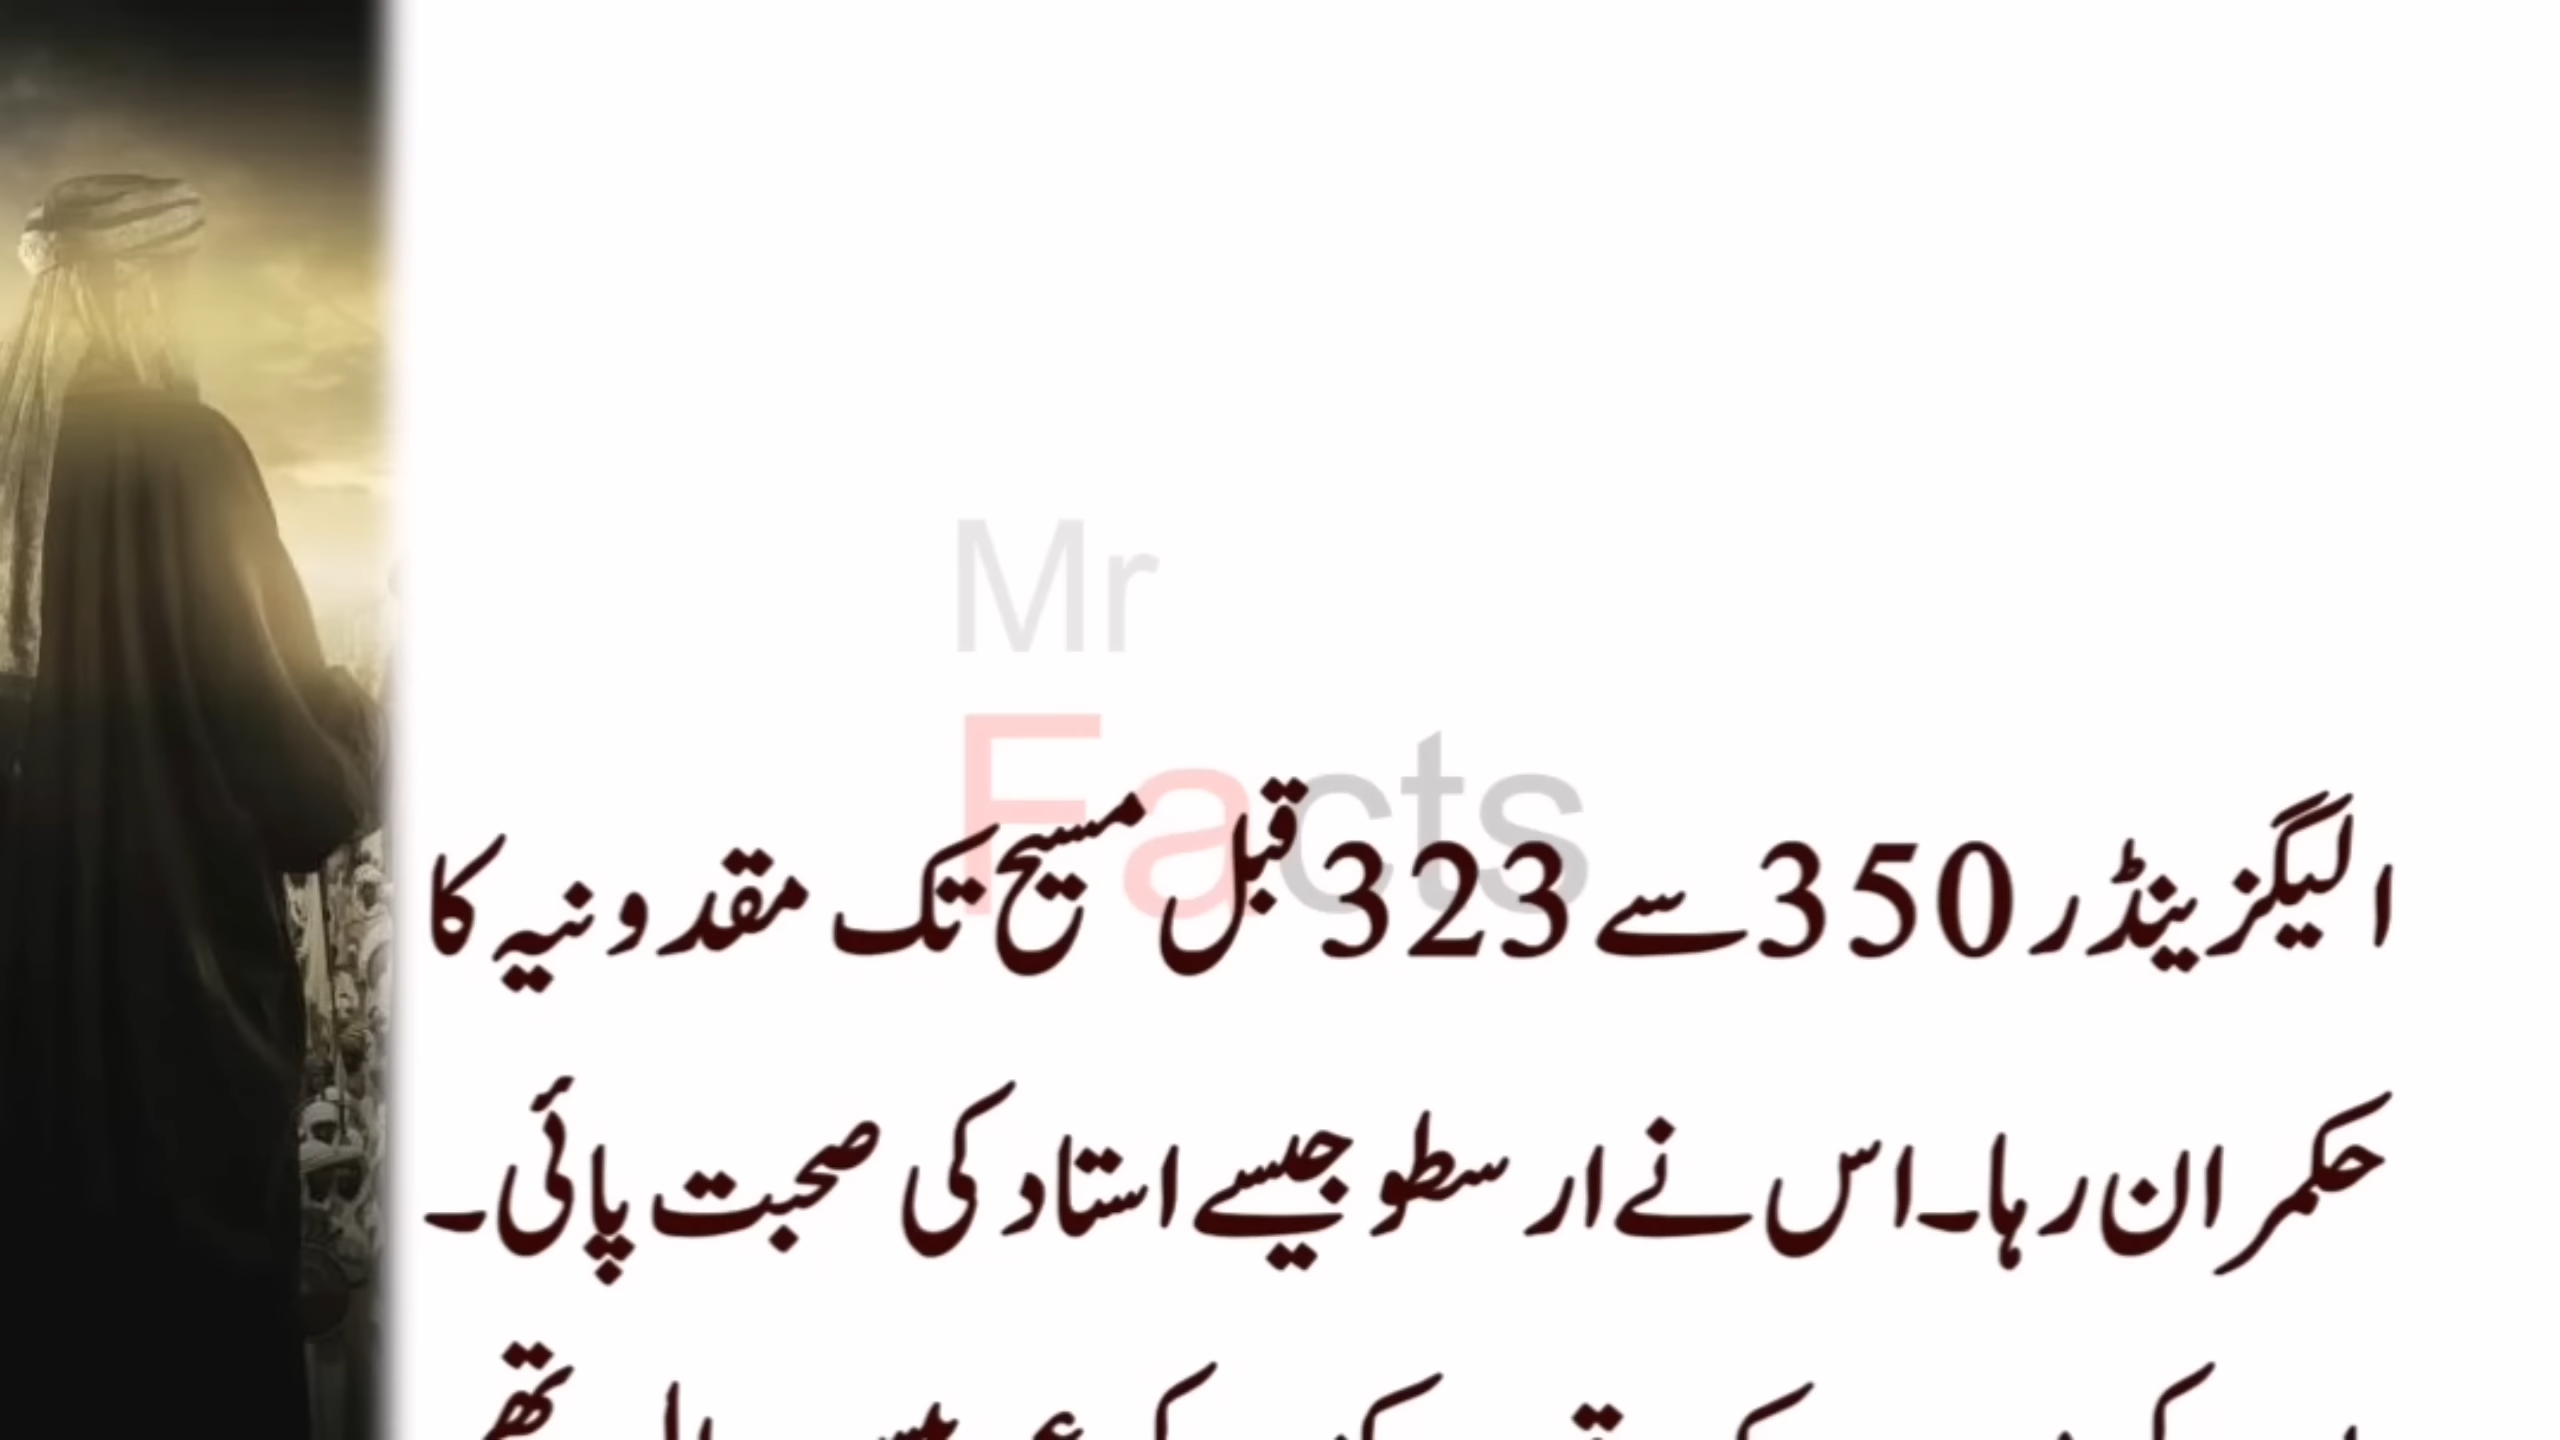 Mr
Facts
الیگزینڈر 350 سے 323 قبل مسیح تک مقدونیہ کا
حکمران رہا۔ اس نے ارسطو جیسے استاد کی صحبت پائی۔